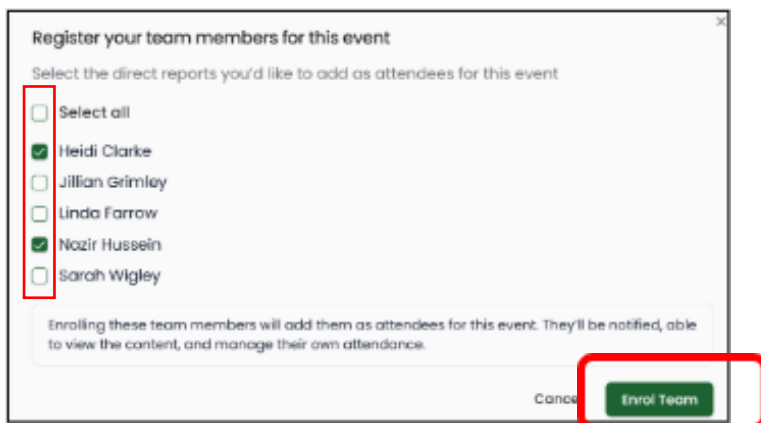 Register your team members for this event
Select the direct reports you'd like to add as attendees for this event
Select all
Heidi Clarke
Jillian Grimley
Linda Farrow
Nazir Hussein
Sarah Wigley
Enrolling these team members will add them as attendees for this event. They'll be notified, able
to view the content, and manage their own attendance.
Cance
Enrol Team